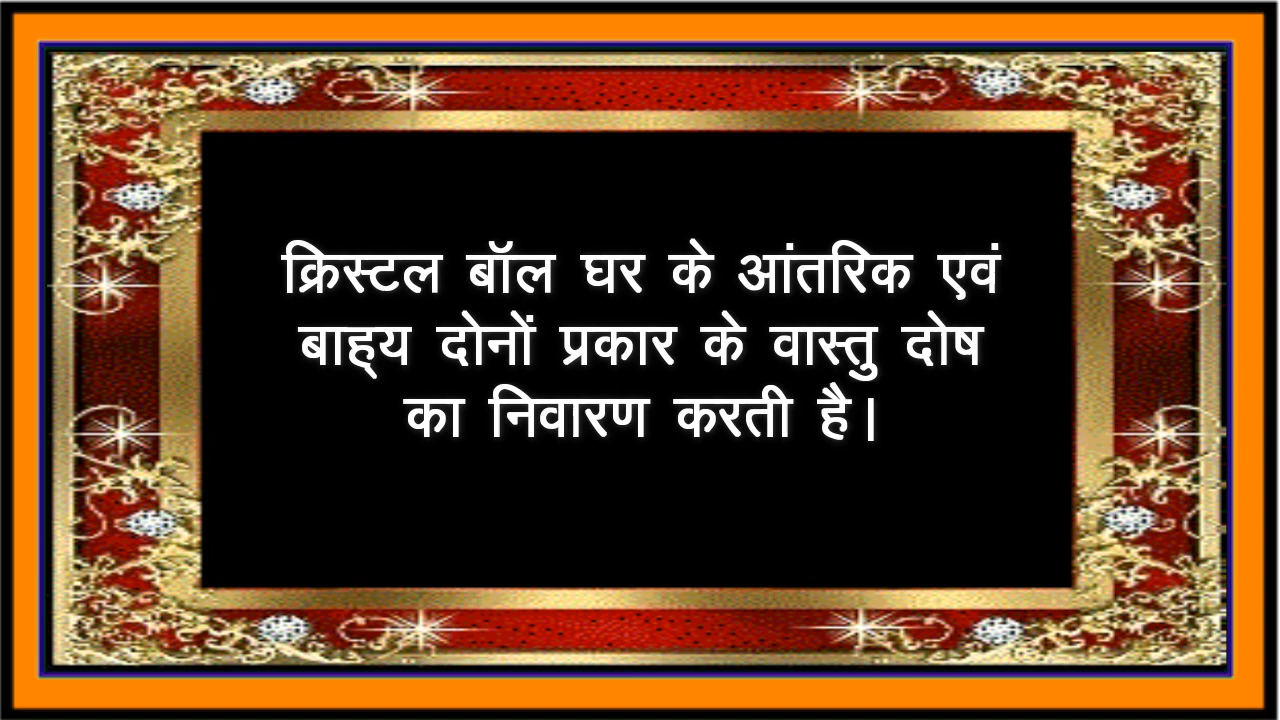 क्रिस्टल बॉल घर के आंतरिक एवं
बाह्य दोनों प्रकार के वास्तु दोष
का निवारण करती है।